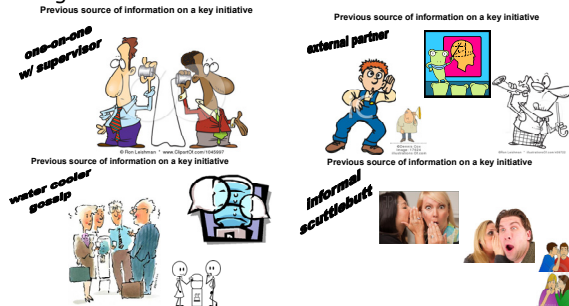 Previous source of information on a key initiative
one-on-one
w/ supervisor
© Ron Leishman * www.ClipartOf.com/1045697
Previous source of information on a key initiative
external partner
Previous source of information on a key initiative
water cooler
gossip
Previous source of information on a key initiative
Informal
scuttlebutt